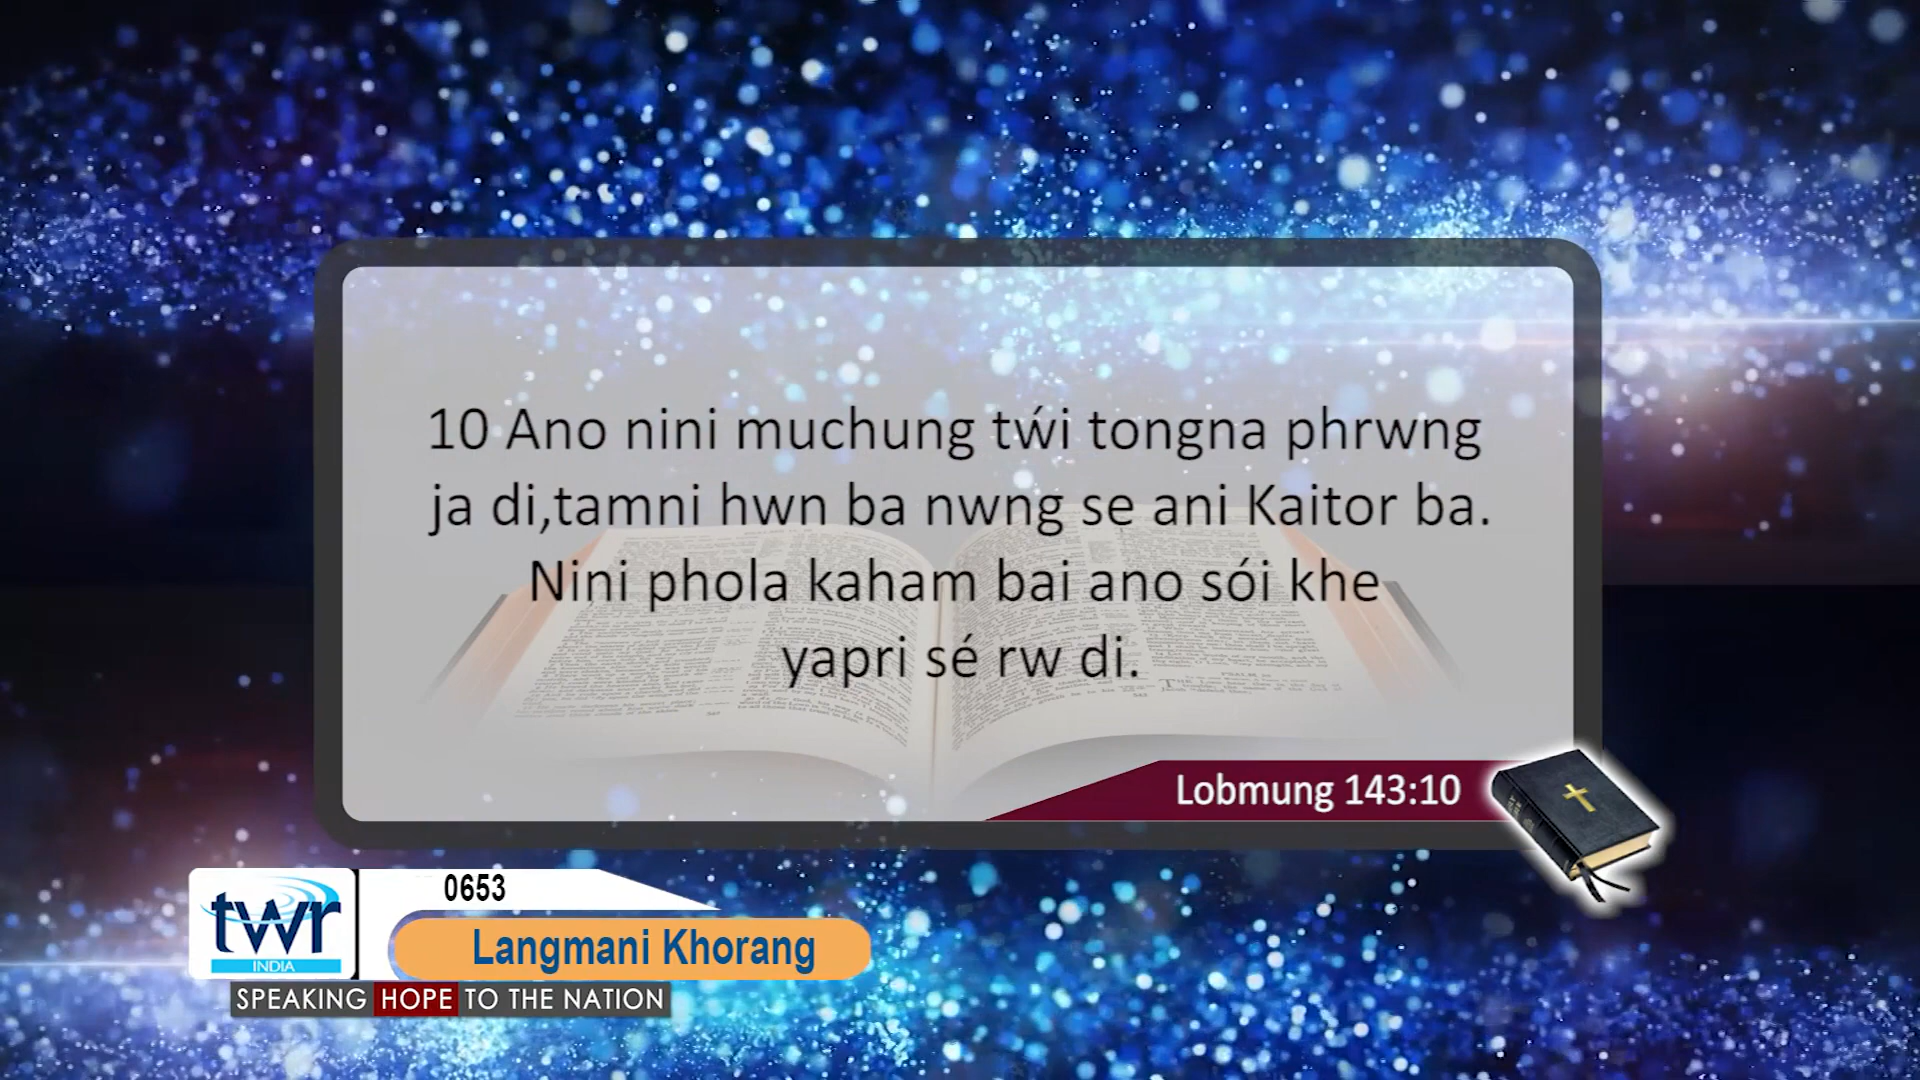 10 Ano nini muchung tẃi tongna phrwng
ja di,tamni hwn ba nwng se ani Kaitor ba.
Nini phola kaham bai ano sói khe
yapri sé rw di.
Lobmung 143:10
0653
twr
INDIA
Langmani Khorang
SPEAKING HOPE TO THE NATION